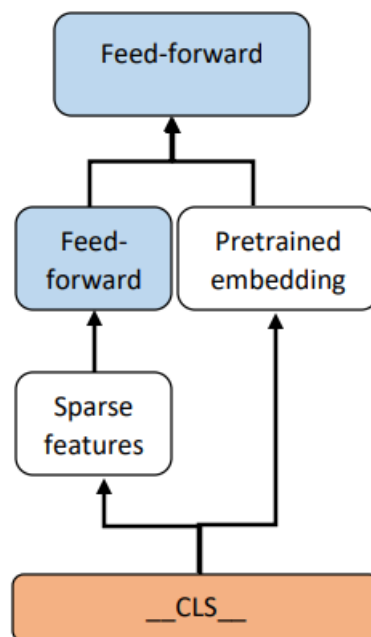 Feed-forward
Feed-
forward
Pretrained
embedding
Sparse
features
__CLS__